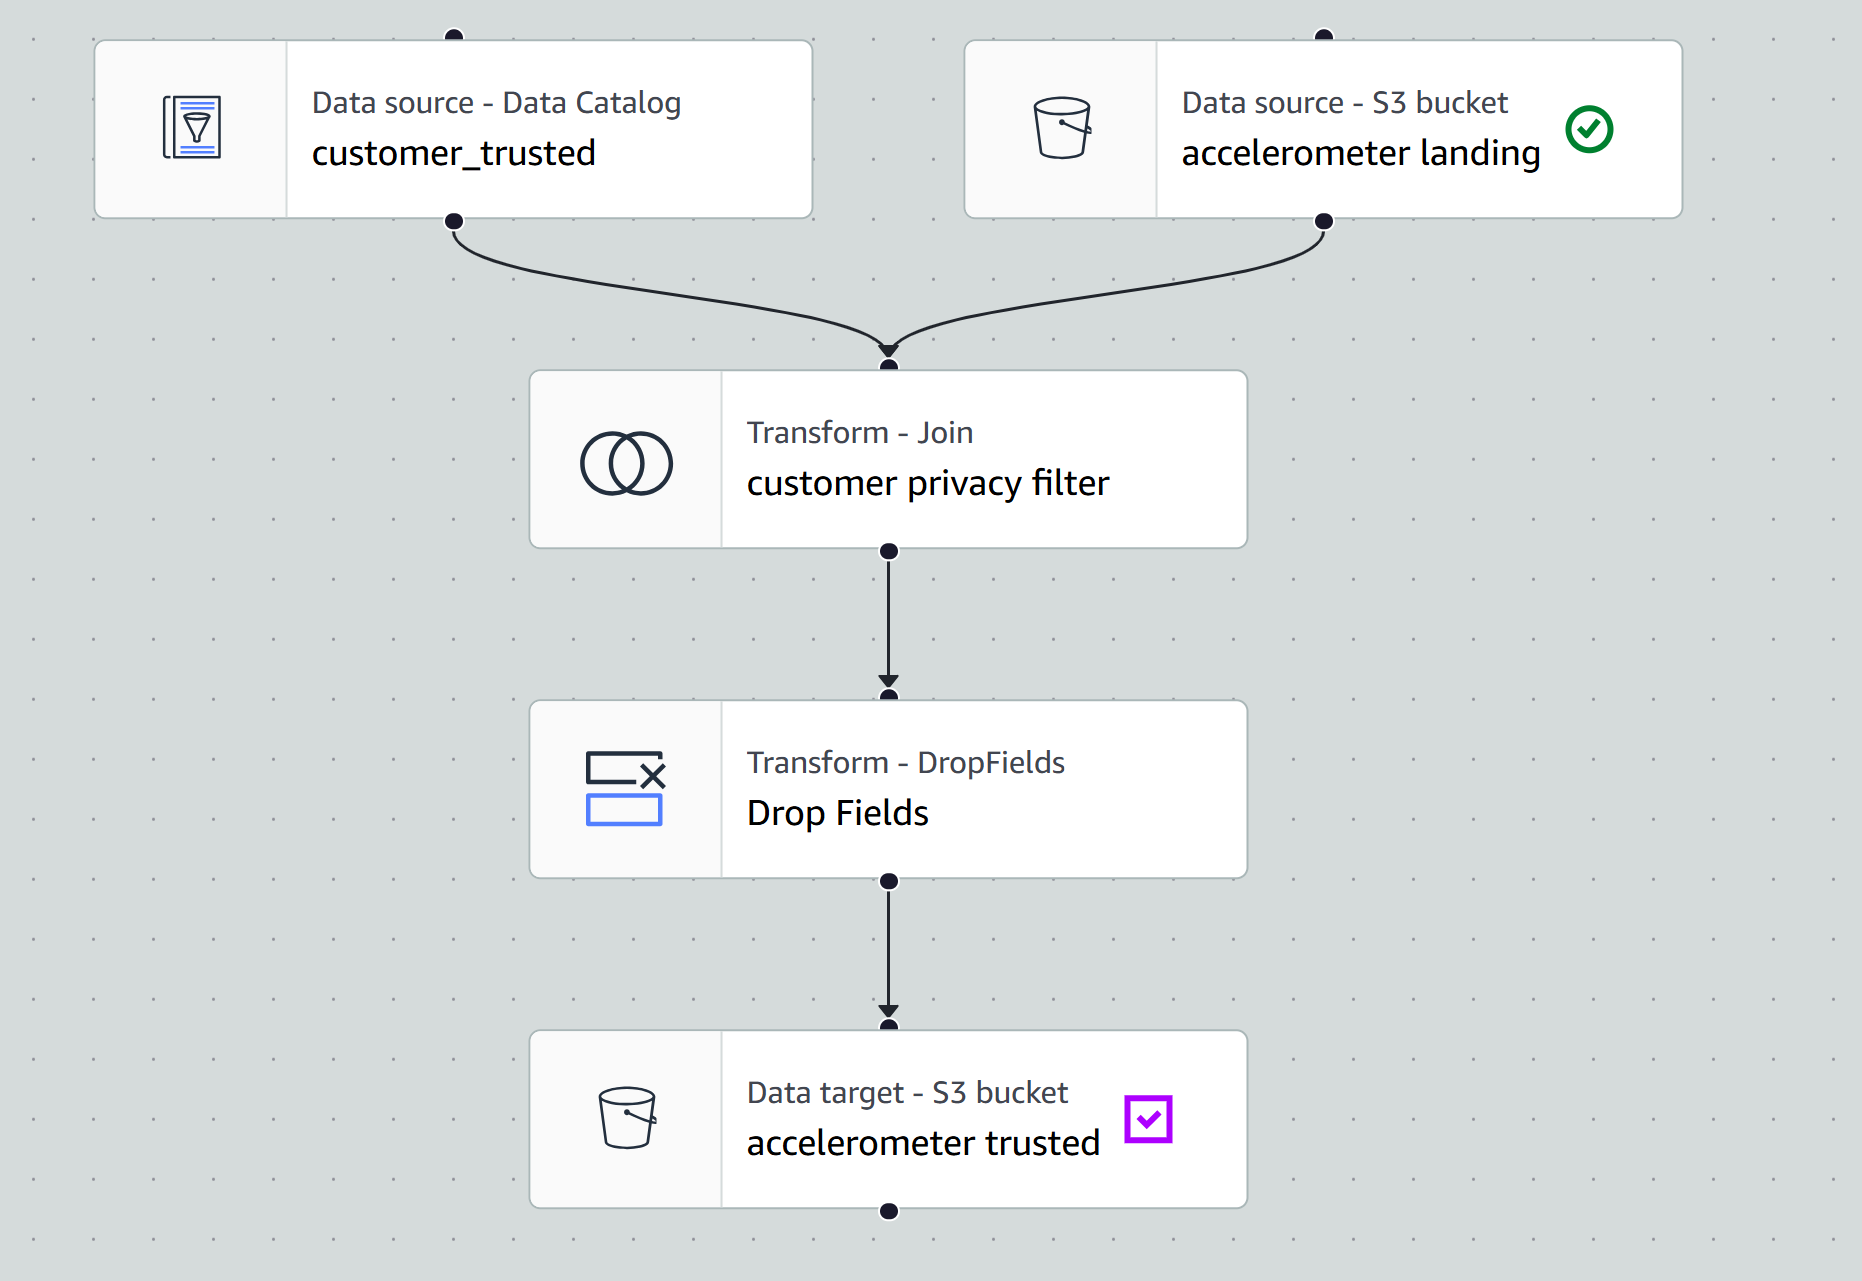 Data source - Data Catalog
customer_trusted
Data source - S3 bucket
accelerometer landing
Transform - Join
customer privacy filter
Transform - DropFields
Drop Fields
Data target - S3 bucket
accelerometer trusted